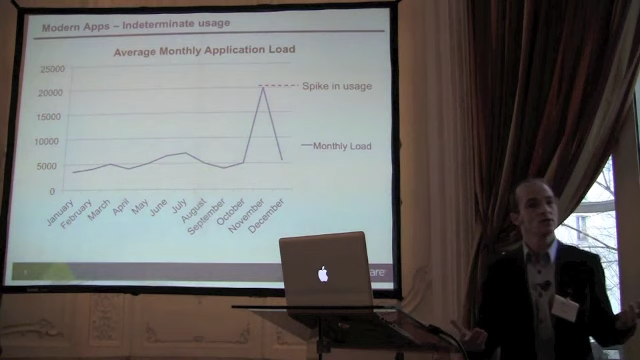 Modern Apps – Indeterminate usage
Average Monthly Application Load
25000
20000
15000
10000
5000
0
Spike in usage
Monthly Load
January
February
March
April
May
June
July
August
September
October
November
December
are